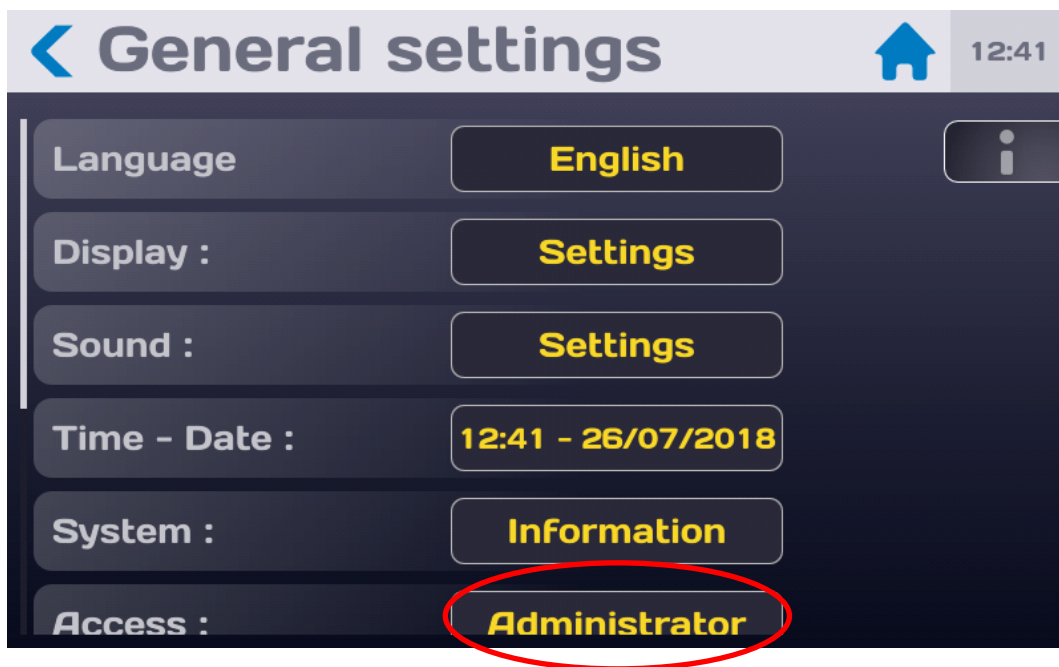 General settings 12:41
Language English
Display : Settings
Sound : Settings
Time - Date : 12:41 - 26/07/2018
System : Information
Access : Administrator